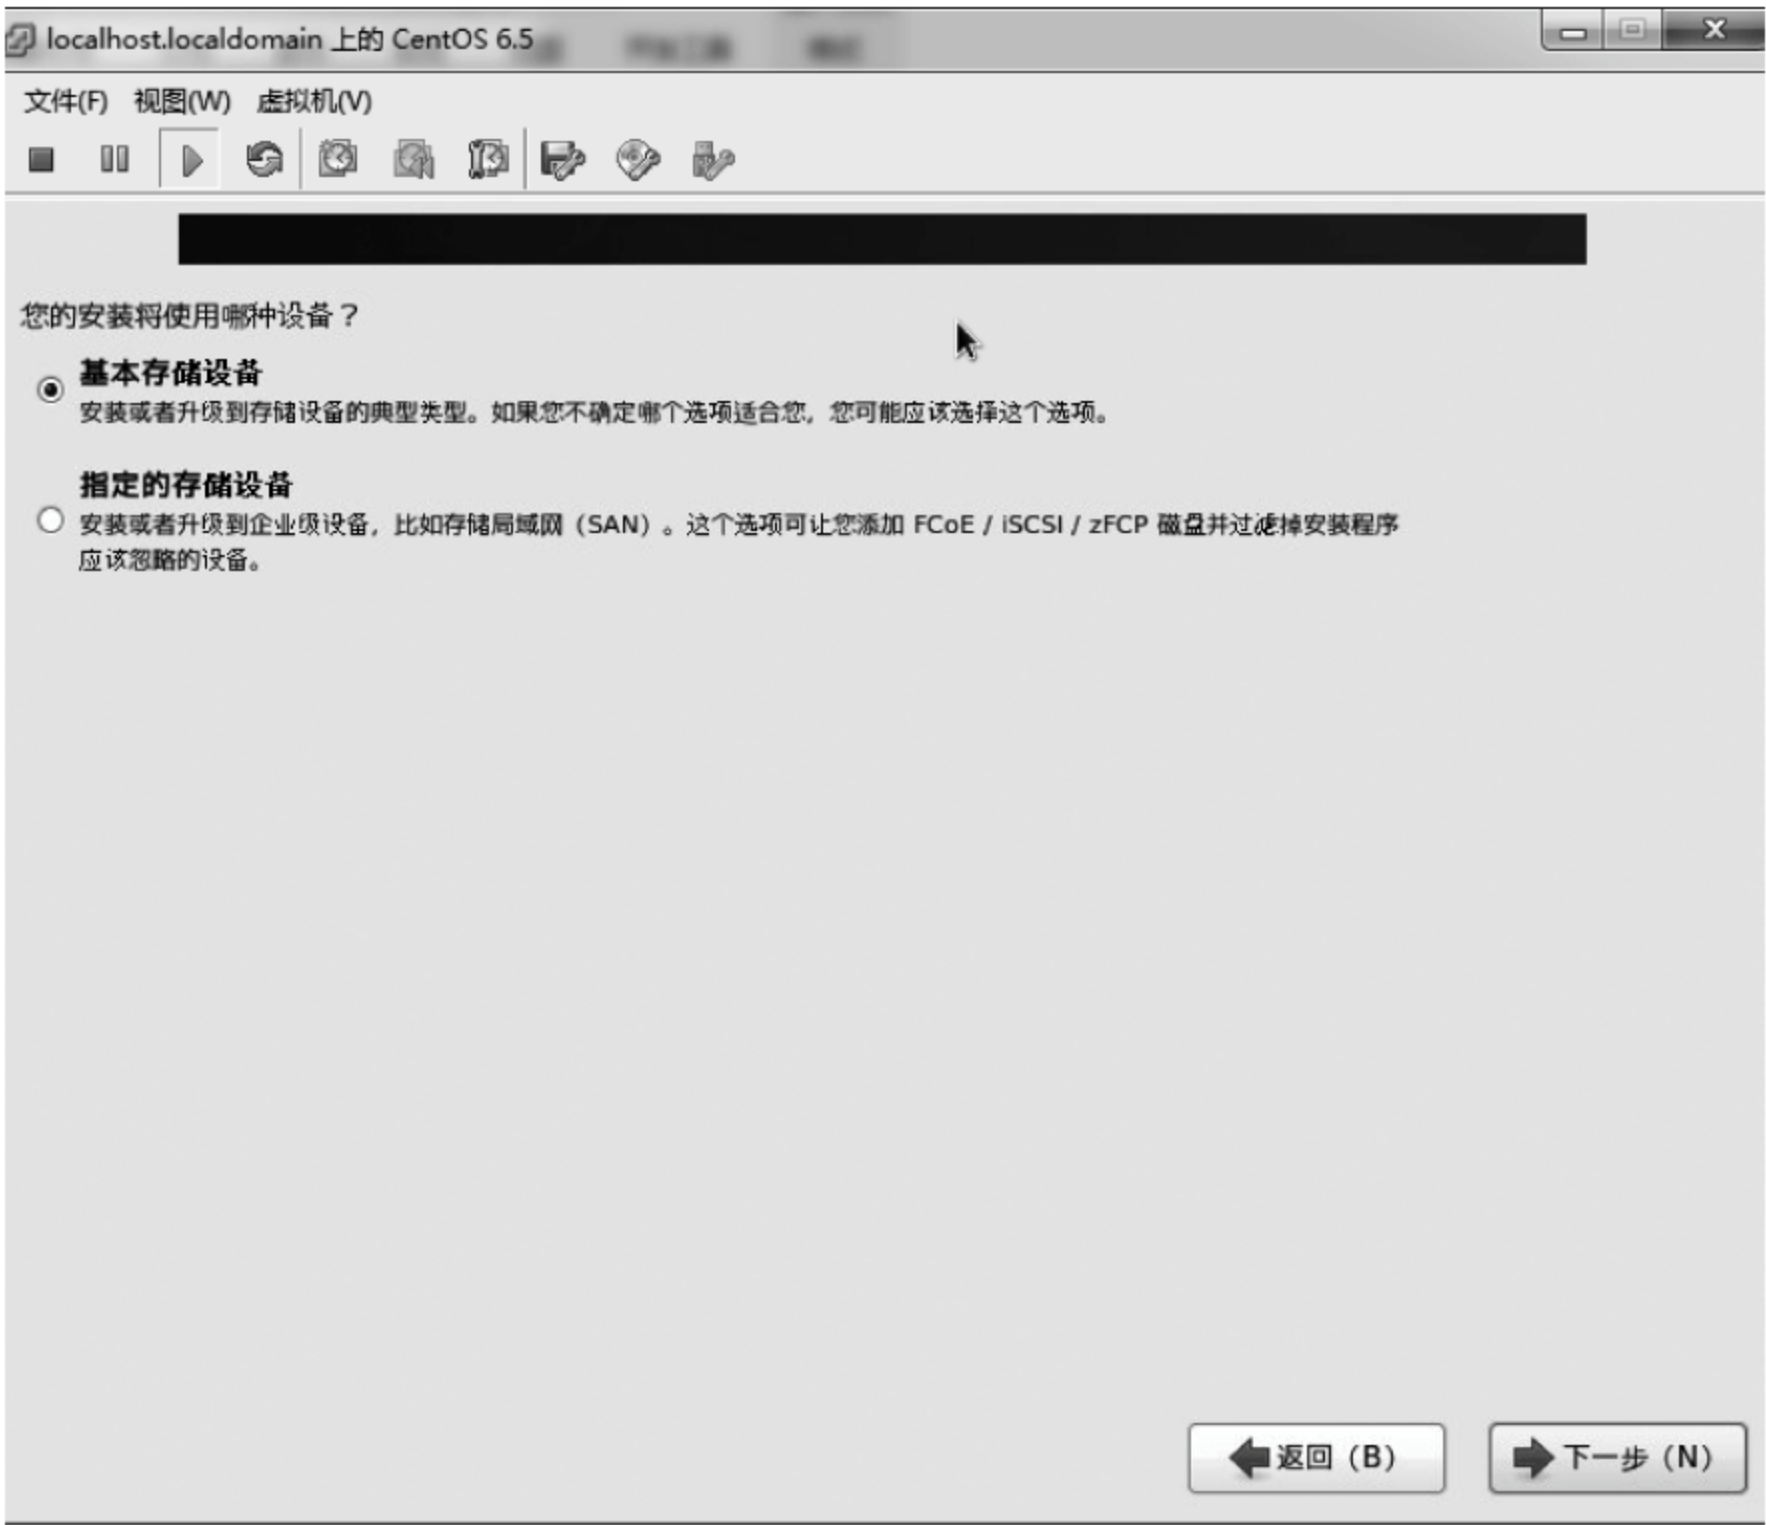 localhost.localdomain 上的 CentOS 6.5
文件(F) 视图(W) 虚拟机(V)
您的安装将使用哪种设备？
基本存储设备
安装或者升级到存储设备的典型类型。如果您不确定哪个选项适合您，您可能应该选择这个选项。
指定的存储设备
安装或者升级到企业级设备，比如存储局域网（SAN）。这个选项可让您添加 FCoE / iSCSI / zFCP 磁盘并过滤掉安装程序
应该忽略的设备。
返回（B） 下一步（N）